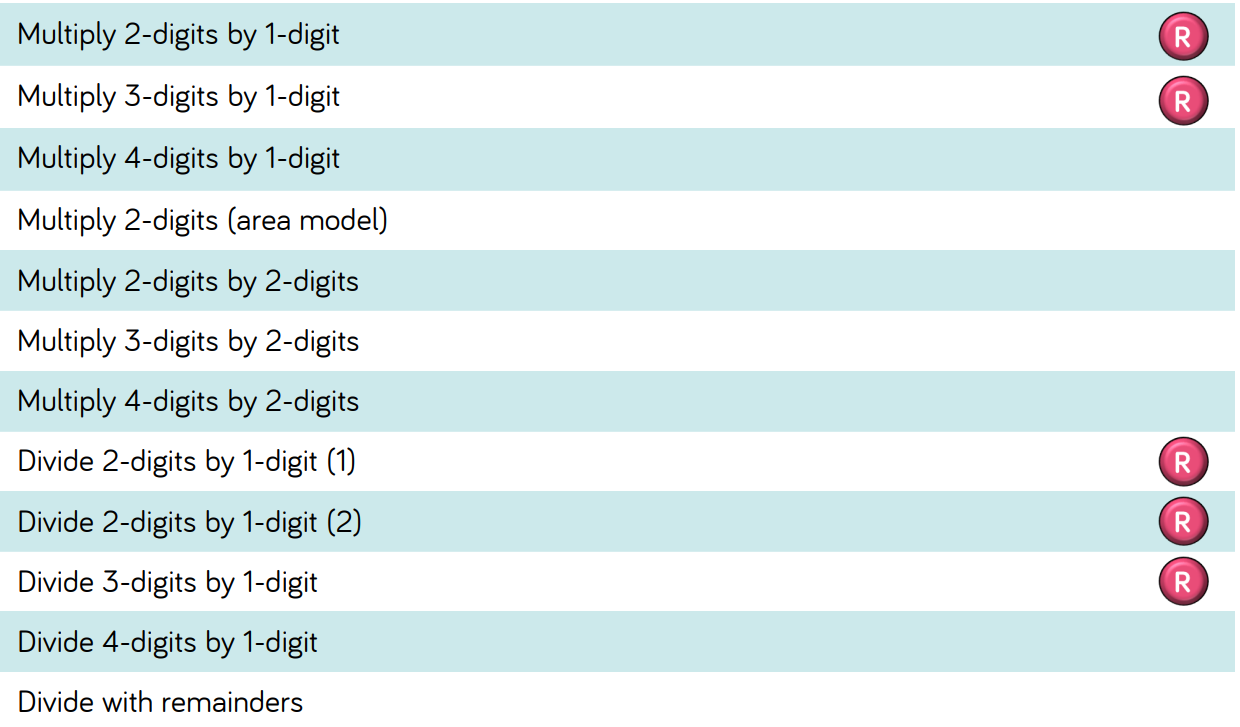 Multiply 2-digits by 1-digit R
Multiply 3-digits by 1-digit R
Multiply 4-digits by 1-digit
Multiply 2-digits (area model)
Multiply 2-digits by 2-digits
Multiply 3-digits by 2-digits
Multiply 4-digits by 2-digits
Divide 2-digits by 1-digit (1) R
Divide 2-digits by 1-digit (2) R
Divide 3-digits by 1-digit R
Divide 4-digits by 1-digit
Divide with remainders